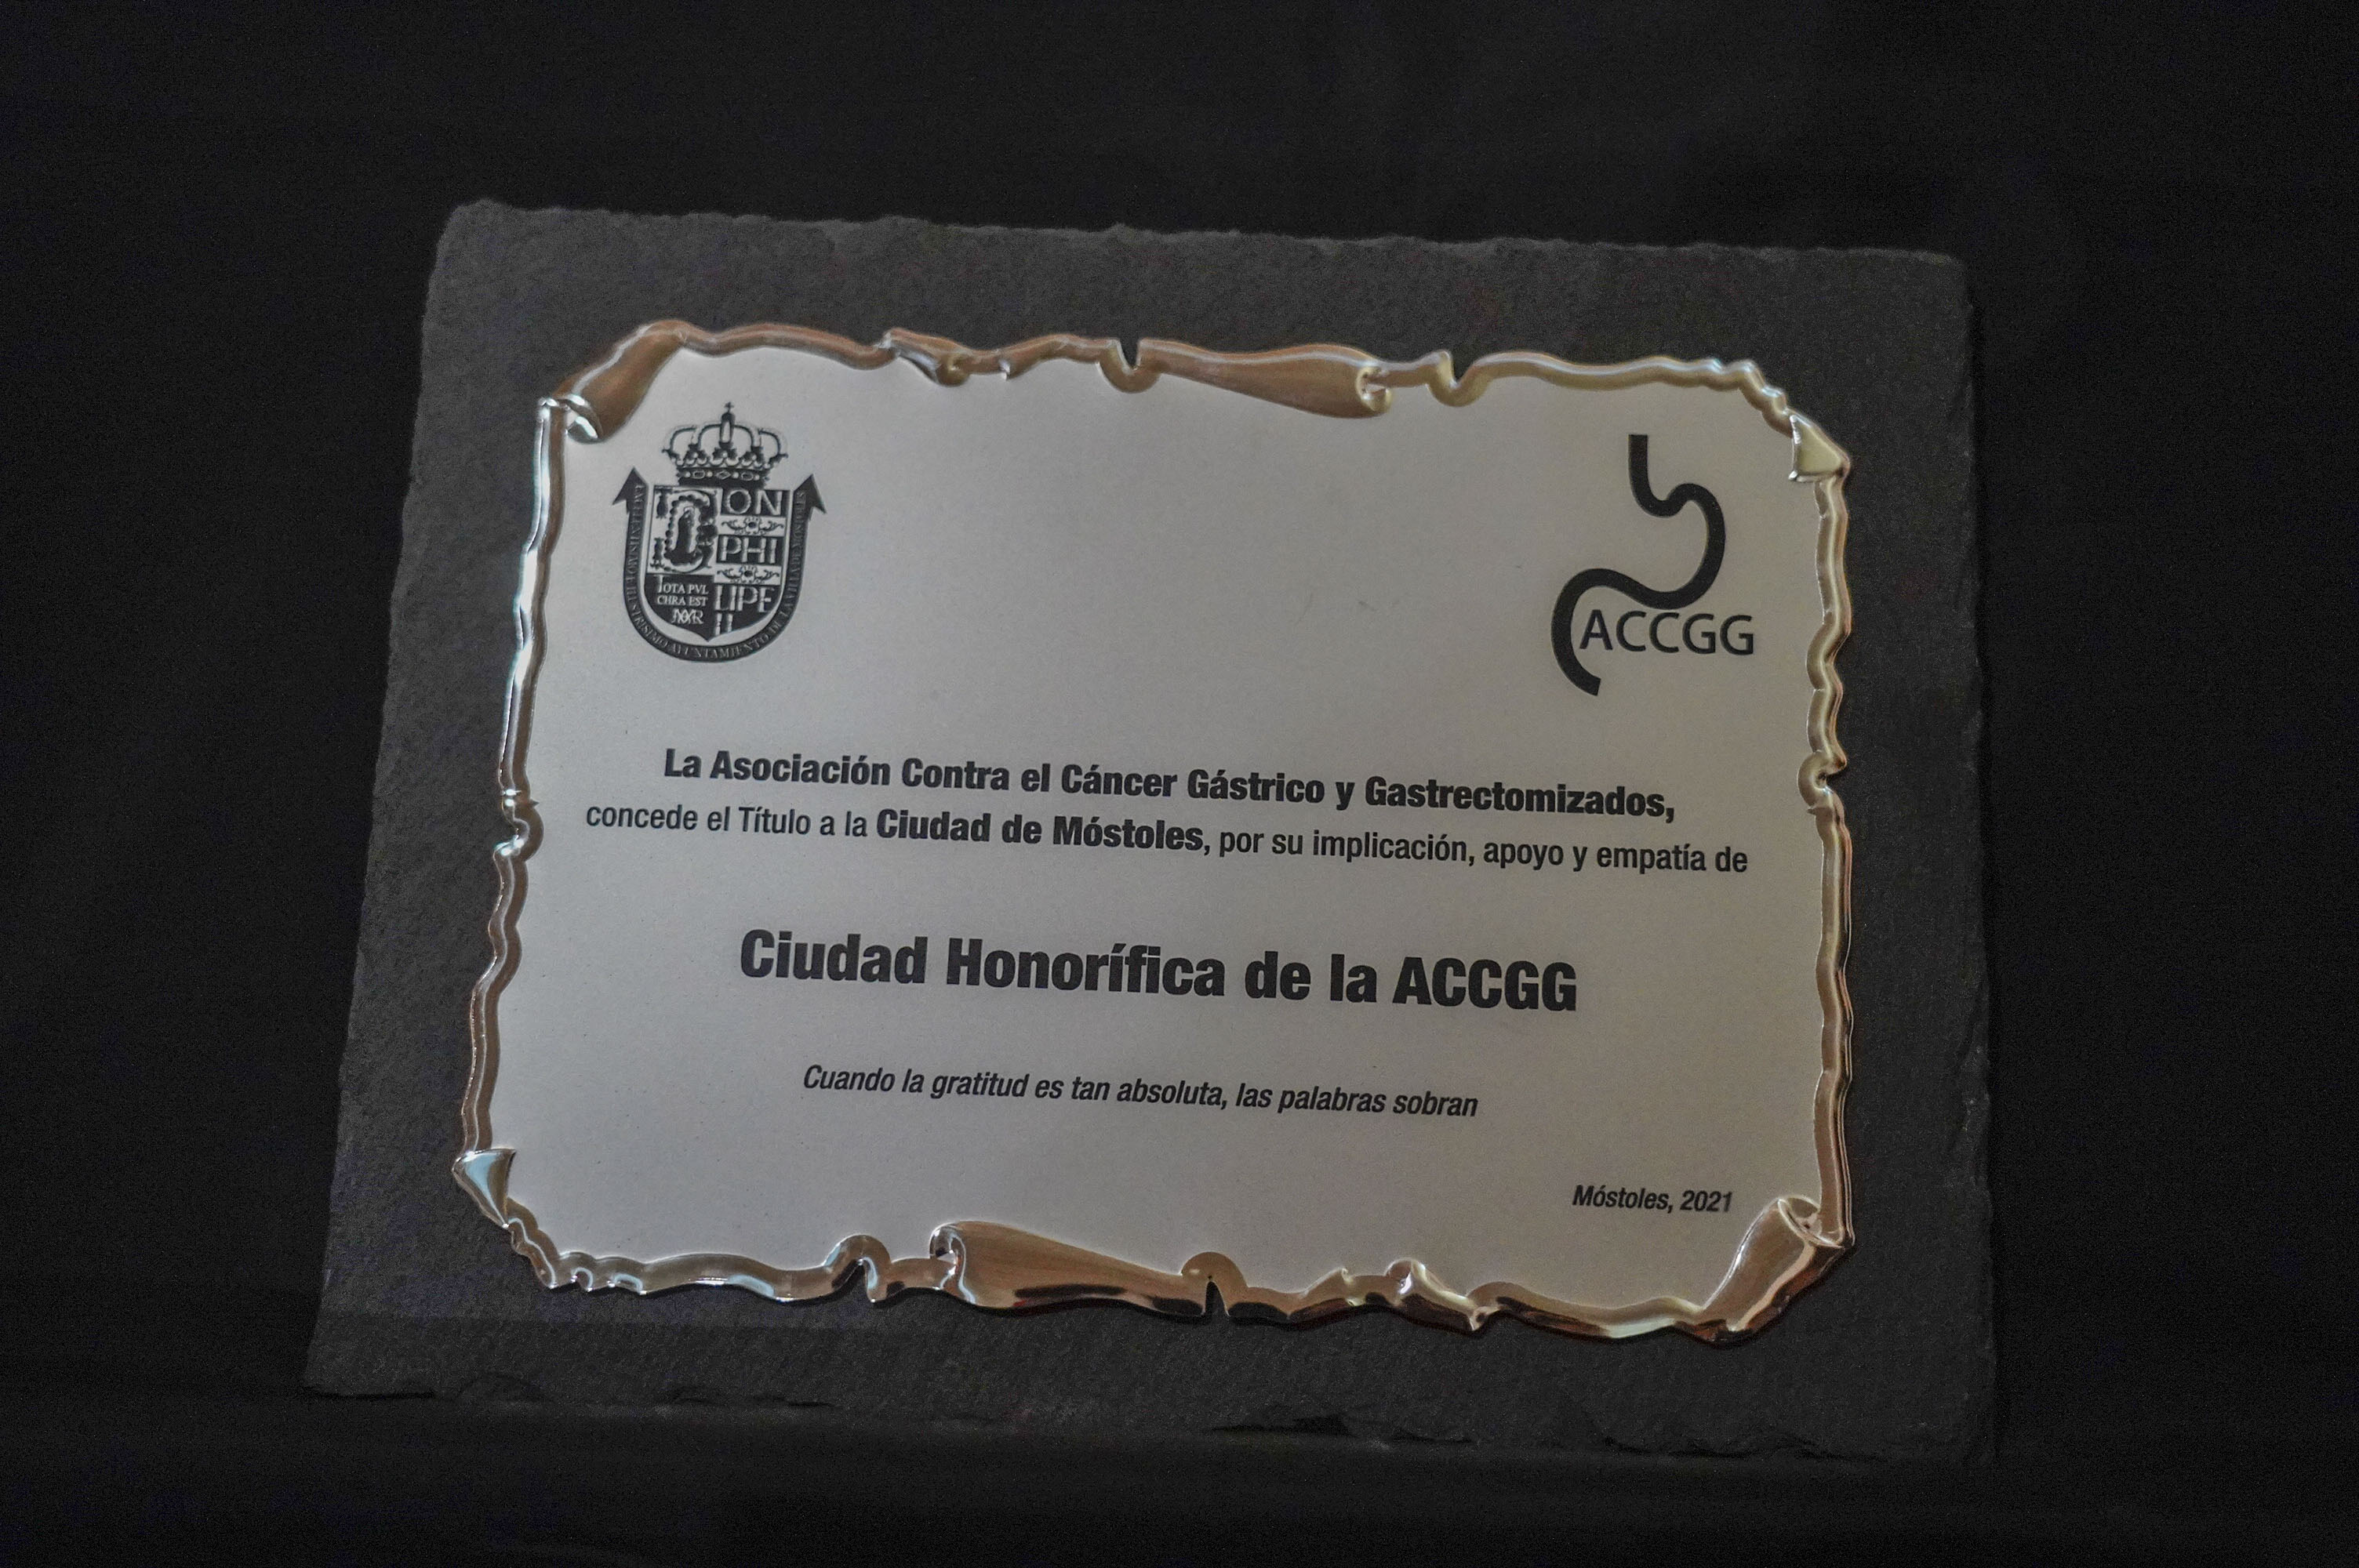 ON
PHI
LIPE
II
TOTA PVL
CHRA EST
ACCGG
La Asociación Contra el Cáncer Gástrico y Gastrectomizados,
concede el Título a la Ciudad de Móstoles, por su implicación, apoyo y empatía de
Ciudad Honorífica de la ACCGG
Cuando la gratitud es tan absoluta, las palabras sobran
Móstoles, 2021